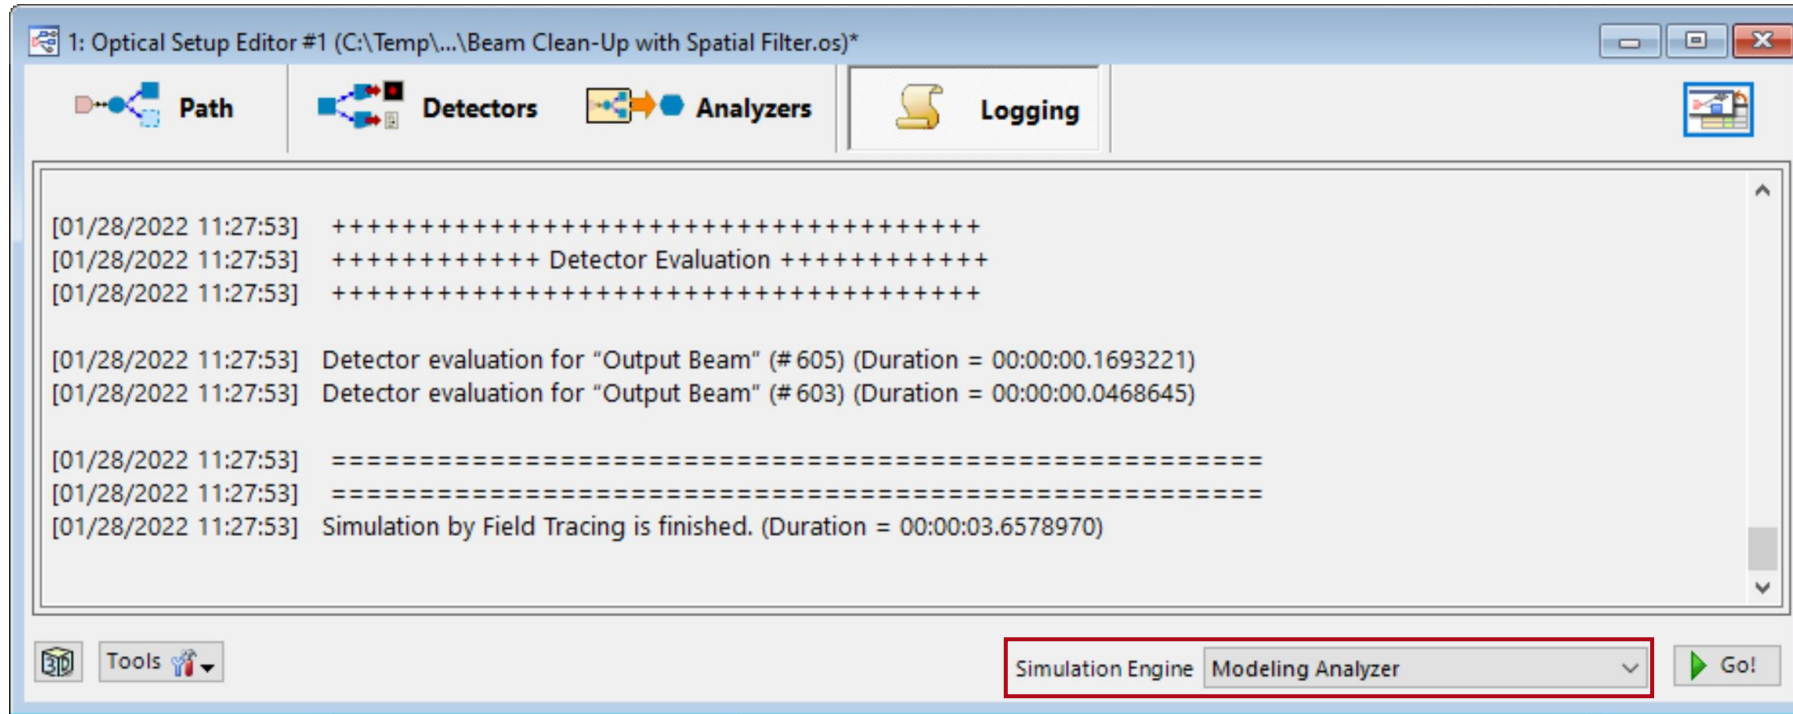 1: Optical Setup Editor #1 (C:\Temp\...\Beam Clean-Up with Spatial Filter.os)*
Path Detectors Analyzers Logging
[01/28/2022 11:27:53] +++++++++++++++++++++++++++++++++++++
[01/28/2022 11:27:53] ++++++++++++ Detector Evaluation ++++++++++++
[01/28/2022 11:27:53] +++++++++++++++++++++++++++++++++++++
[01/28/2022 11:27:53] Detector evaluation for “Output Beam” (# 605) (Duration = 00:00:00.1693221)
[01/28/2022 11:27:53] Detector evaluation for “Output Beam” (# 603) (Duration = 00:00:00.0468645)
[01/28/2022 11:27:53] =====================================================
[01/28/2022 11:27:53] =====================================================
[01/28/2022 11:27:53] Simulation by Field Tracing is finished. (Duration = 00:00:03.6578970)
3D Tools Simulation Engine Modeling Analyzer Go!